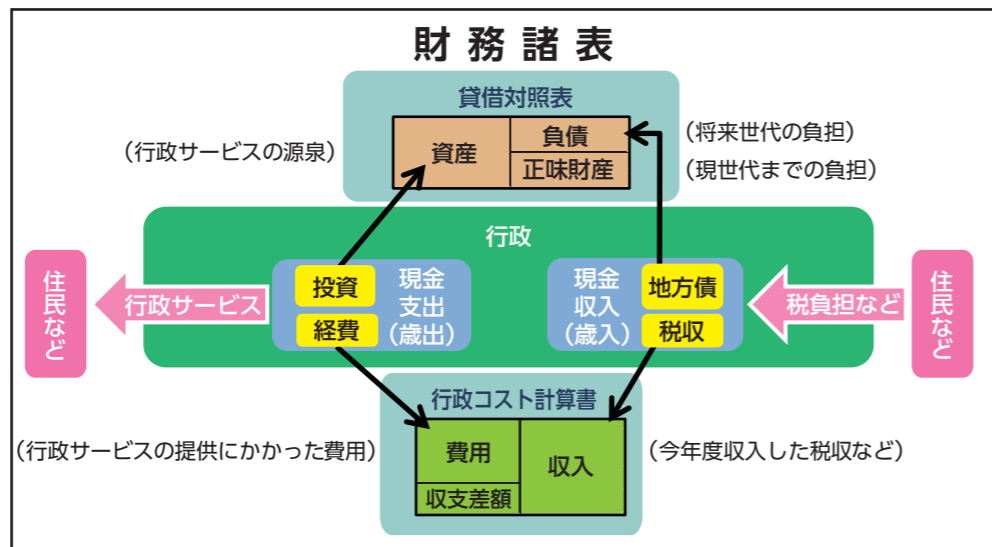 財務諸表
貸借対照表
(行政サービスの源泉)
資産
負債
正味財産
(将来世代の負担)
(現世代までの負担)
行政
住民など
行政サービス
投資
経費
現金
支出
(歳出)
現金
収入
(歳入)
地方債
税収
税負担など
住民など
行政コスト計算書
(行政サービスの提供にかかった費用)
費用
収支差額
収入
(今年度収入した税収など)